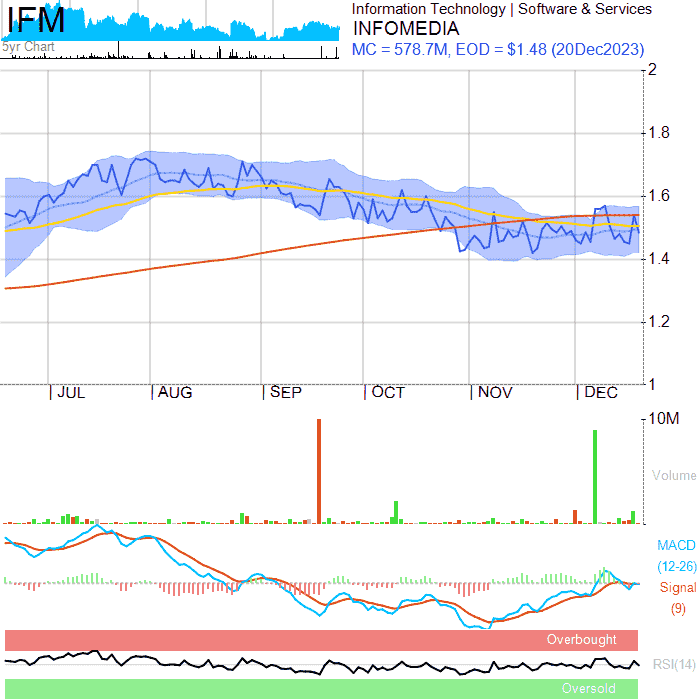 IFM
5yr Chart
Information Technology | Software & Services
INFOMEDIA
MC = 578.7M, EOD = $1.48 (20Dec2023)
2
1.8
1.6
1.4
1.2
1
JUL AUG SEP OCT NOV DEC
10M
Volume
MACD
(12-26)
Signal
(9)
Overbought
RSI(14)
Oversold